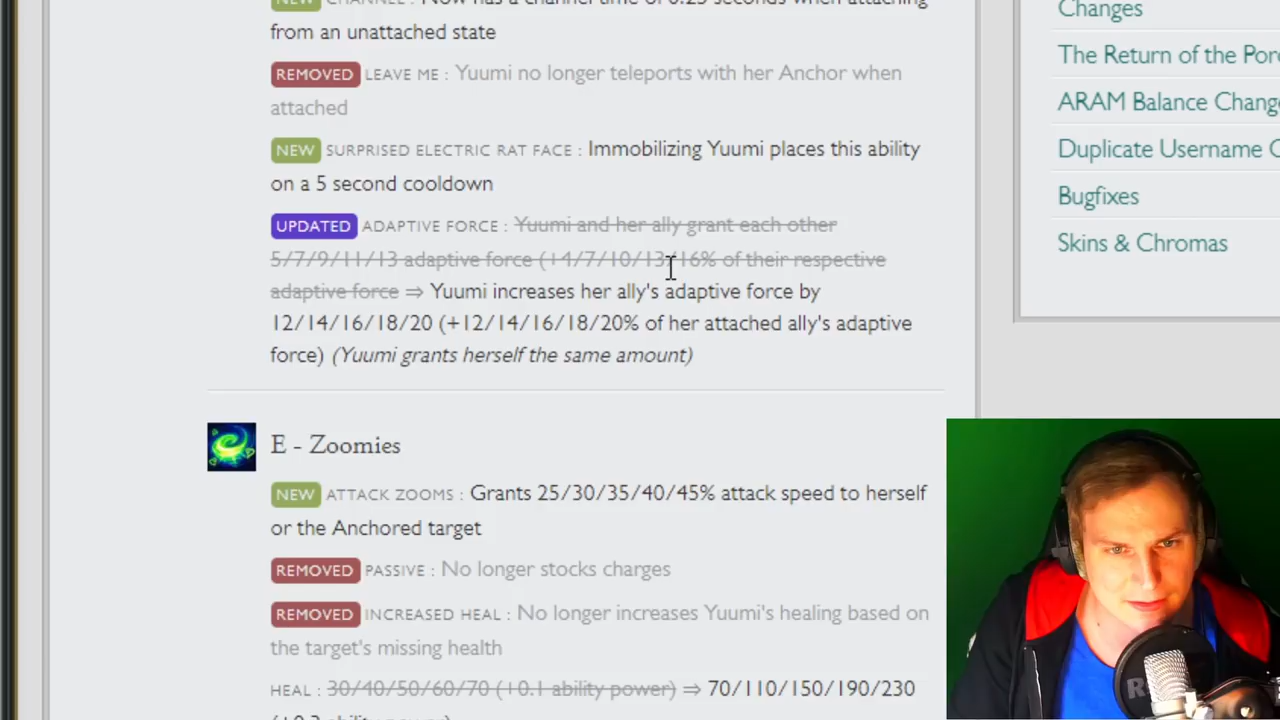 NEW CHANNEL : Now has a channel time of 0.25 seconds when attaching
from an unattached state
REMOVED LEAVE ME : Yuumi no longer teleports with her Anchor when
attached
NEW SURPRISED ELECTRIC RAT FACE : Immobilizing Yuumi places this ability
on a 5 second cooldown
UPDATED ADAPTIVE FORCE : Yuumi and her ally grant each other
5/7/9/11/13 adaptive force (+4/7/10/13/16% of their respective
adaptive force ⇒ Yuumi increases her ally's adaptive force by
12/14/16/18/20 (+12/14/16/18/20% of her attached ally's adaptive
force) (Yuumi grants herself the same amount)
E - Zoomies
NEW ATTACK ZOOMS : Grants 25/30/35/40/45% attack speed to herself
or the Anchored target
REMOVED PASSIVE : No longer stocks charges
REMOVED INCREASED HEAL : No longer increases Yuumi's healing based on
the target's missing health
HEAL : 30/40/50/60/70 (+0.1 ability power) ⇒ 70/110/150/190/230
ability power)
Changes
The Return of the Por
ARAM Balance Chang
Duplicate Username C
Bugfixes
Skins & Chromas